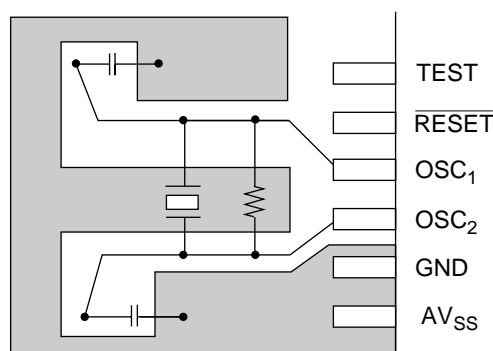 TEST
RESET
OSC₁
OSC₂
GND
AVSS